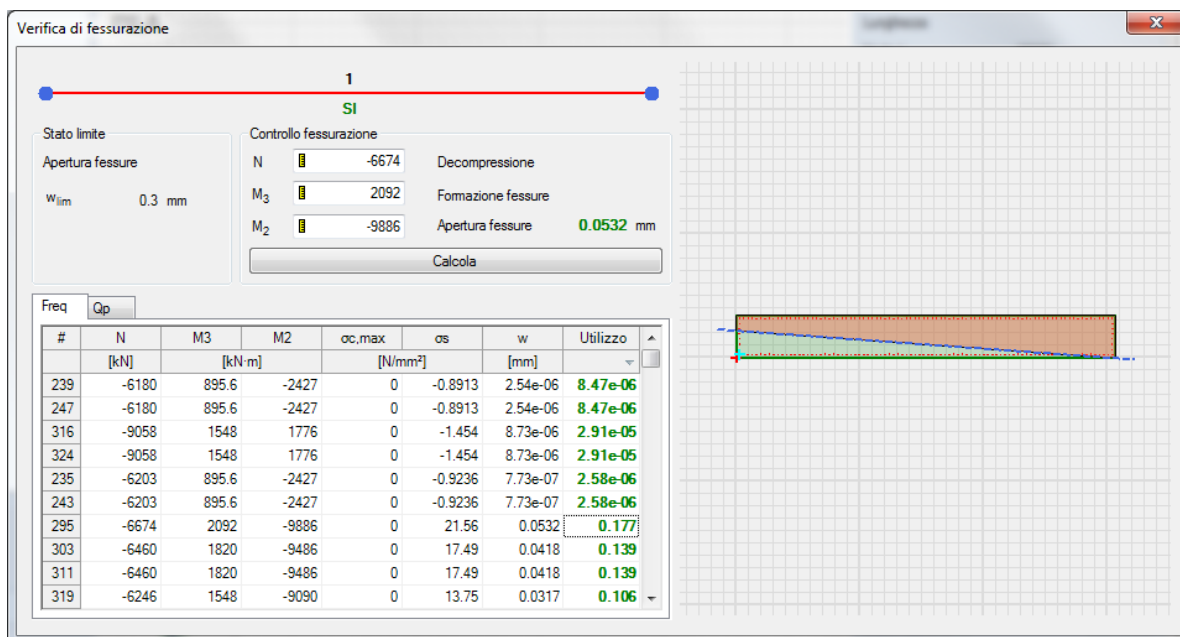 Verifica di fessurazione
1
SI
Stato limite
Apertura fessure
wlim 0.3 mm
Controllo fessurazione
N -6674 Decompressione
M3 2092 Formazione fessure
M2 -9886 Apertura fessure 0.0532 mm
Calcola
Freq Qp
# N M3 M2 σc,max σs w Utilizzo
[kN] [kN·m] [N/mm²] [mm]
239 -6180 895.6 -2427 0 -0.8913 2.54e-06 8.47e-06
247 -6180 895.6 -2427 0 -0.8913 2.54e-06 8.47e-06
316 -9058 1548 1776 0 -1.454 8.73e-06 2.91e-05
324 -9058 1548 1776 0 -1.454 8.73e-06 2.91e-05
235 -6203 895.6 -2427 0 -0.9236 7.73e-07 2.58e-06
243 -6203 895.6 -2427 0 -0.9236 7.73e-07 2.58e-06
295 -6674 2092 -9886 0 21.56 0.0532 0.177
303 -6460 1820 -9486 0 17.49 0.0418 0.139
311 -6460 1820 -9486 0 17.49 0.0418 0.139
319 -6246 1548 -9090 0 13.75 0.0317 0.106